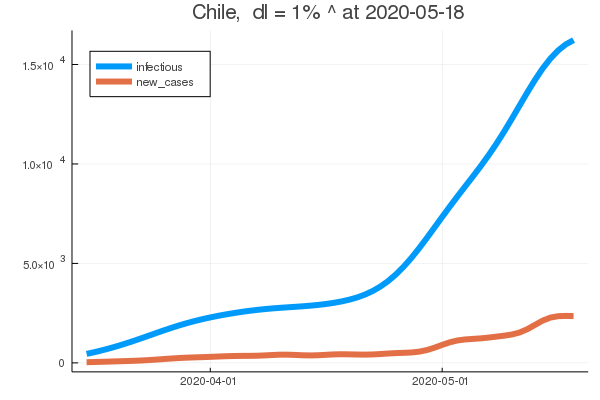 Chile,  dl = 1% ^ at 2020-05-18
infectious
new_cases
1.5×10 4
1.0×10 4
5.0×10 3
0
2020-04-01 2020-05-01